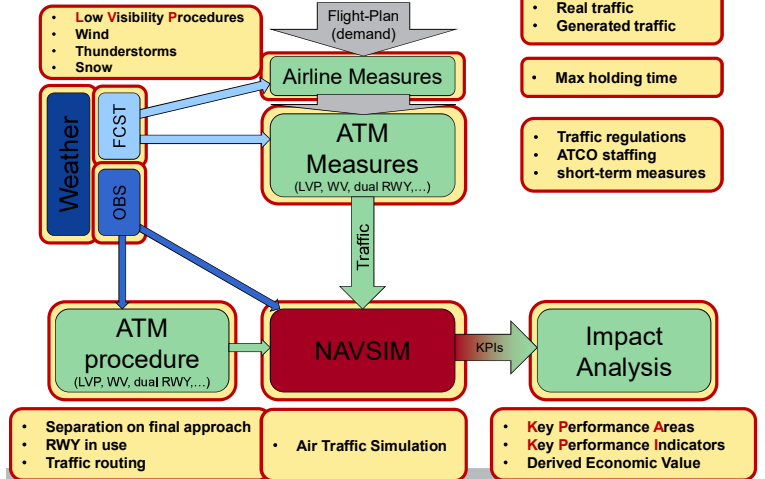 • Low Visibility Procedures
• Wind
• Thunderstorms
• Snow
Flight-Plan
(demand)
• Real traffic
• Generated traffic
Airline Measures
• Max holding time
Weather
FCST
OBS
ATM
Measures
(LVP, WV, dual RWY,…)
• Traffic regulations
• ATCO staffing
• short-term measures
Traffic
ATM
procedure
(LVP, WV, dual RWY,…)
NAVSIM
KPIs
Impact
Analysis
• Separation on final approach
• RWY in use
• Traffic routing
• Air Traffic Simulation
• Key Performance Areas
• Key Performance Indicators
• Derived Economic Value